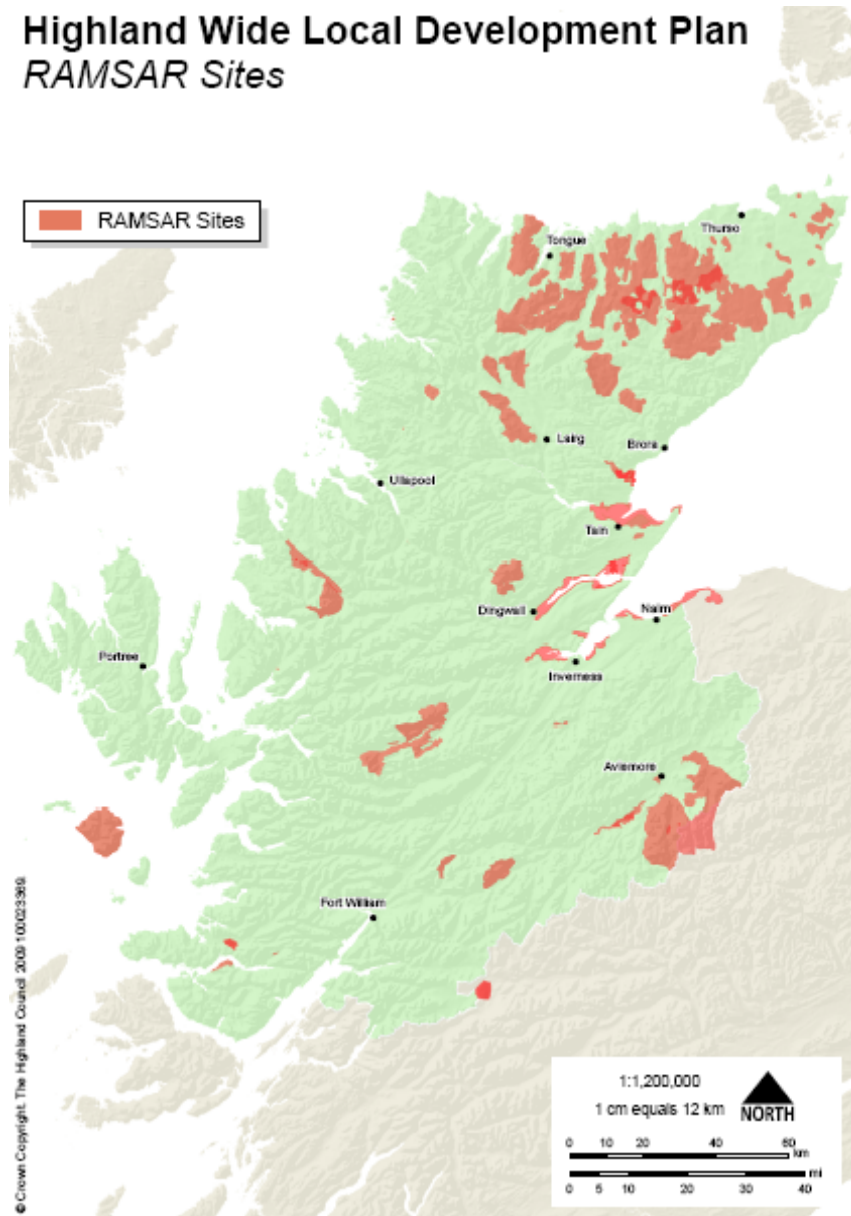 Highland Wide Local Development Plan
RAMSAR Sites
RAMSAR Sites
Thurso
Tongue
Lairg
Brora
Ullapool
Tain
Dingwall
Nairn
Portree
Inverness
Aviemore
Fort William
© Crown Copyright. The Highland Council 2009 100023369
1:1,200,000
1 cm equals 12 km
NORTH
0 10 20 40 60
km
mi
0 5 10 20 30 40